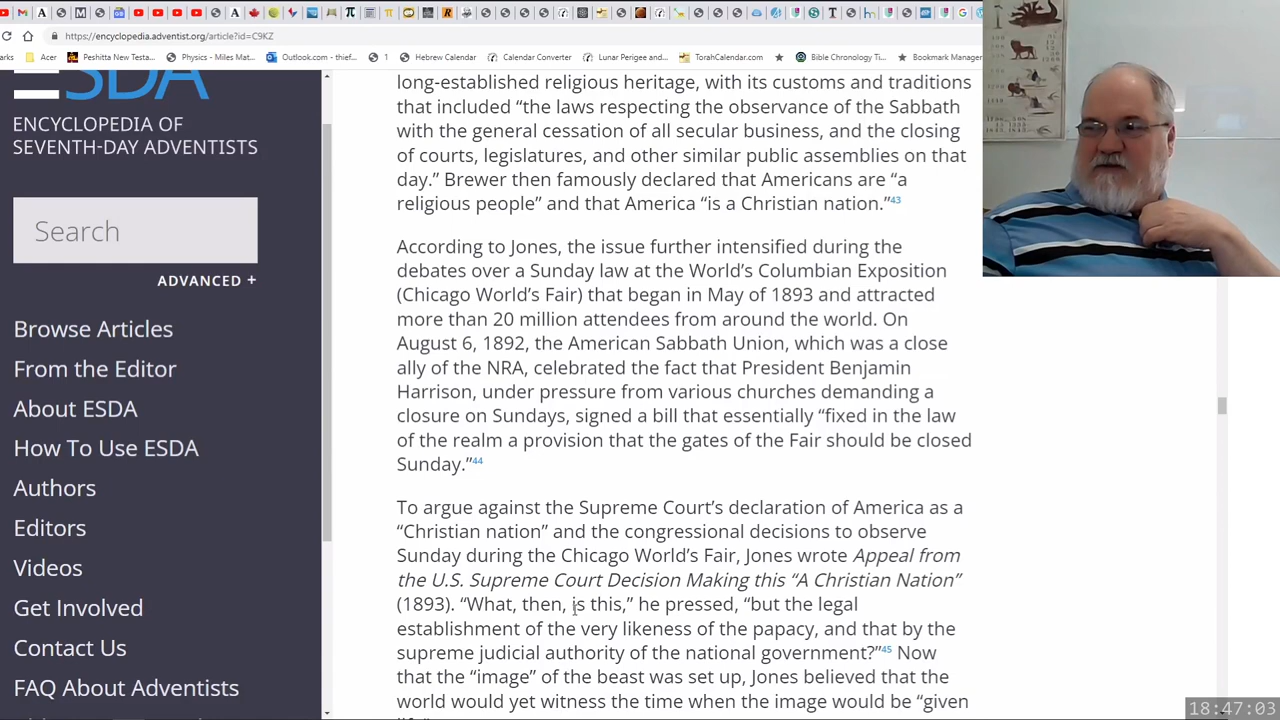 https://encyclopedia.adventist.org/article?id=C9KZ
Acer
Peshitta New Testa...
Physics - Miles Mat...
Outlook.com - thief...
1
Hebrew Calendar
Calendar Converter
Lunar Perigee and...
TorahCalendar.com
Bible Chronology Ti...
Bookmark Manager
ESDA
ENCYCLOPEDIA OF
SEVENTH-DAY ADVENTISTS
Search
ADVANCED +
Browse Articles
From the Editor
About ESDA
How To Use ESDA
Authors
Editors
Videos
Get Involved
Contact Us
FAQ About Adventists
long-established religious heritage, with its customs and traditions
that included “the laws respecting the observance of the Sabbath
with the general cessation of all secular business, and the closing
of courts, legislatures, and other similar public assemblies on that
day.” Brewer then famously declared that Americans are “a
religious people” and that America “is a Christian nation.”43
According to Jones, the issue further intensified during the
debates over a Sunday law at the World’s Columbian Exposition
(Chicago World’s Fair) that began in May of 1893 and attracted
more than 20 million attendees from around the world. On
August 6, 1892, the American Sabbath Union, which was a close
ally of the NRA, celebrated the fact that President Benjamin
Harrison, under pressure from various churches demanding a
closure on Sundays, signed a bill that essentially “fixed in the law
of the realm a provision that the gates of the Fair should be closed
Sunday.”44
To argue against the Supreme Court’s declaration of America as a
“Christian nation” and the congressional decisions to observe
Sunday during the Chicago World’s Fair, Jones wrote Appeal from
the U.S. Supreme Court Decision Making this “A Christian Nation”
(1893). “What, then, is this,” he pressed, “but the legal
establishment of the very likeness of the papacy, and that by the
supreme judicial authority of the national government?”45 Now
that the “image” of the beast was set up, Jones believed that the
world would yet witness the time when the image would be “given
18:47:03